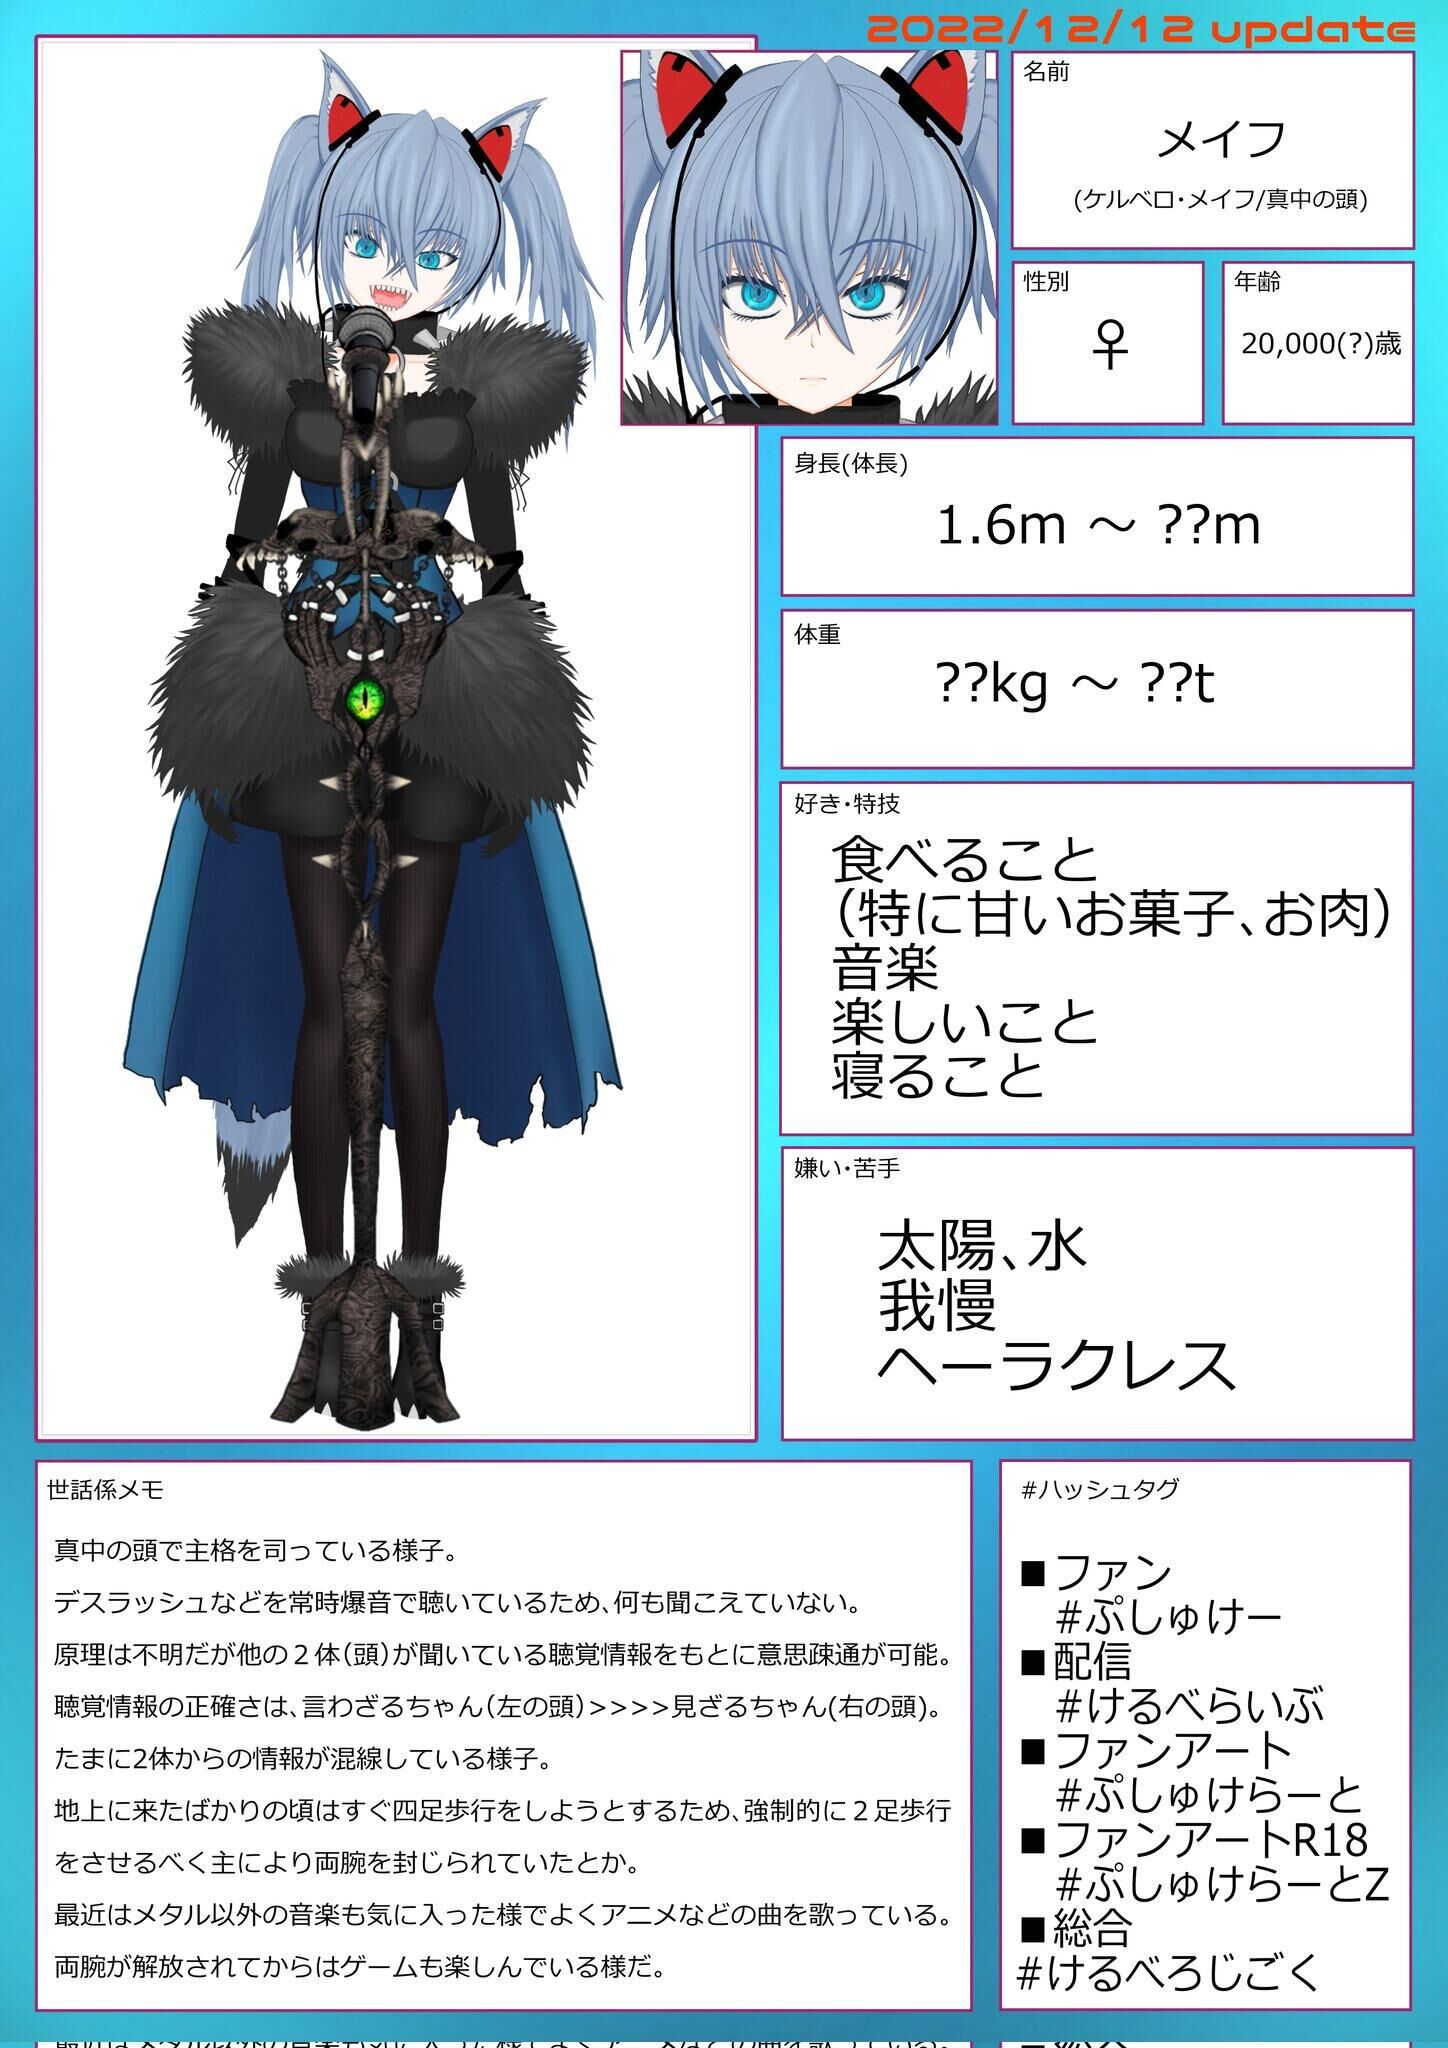 2022/12/12 update
名前
メイフ
(ケルベロ･メイフ/真中の頭)
性別
♀
年齢
20,000(?)歳
身長(体長)
1.6m ～ ??m
体重
??kg ～ ??t
好き･特技
食べること
（特に甘いお菓子､お肉）
音楽
楽しいこと
寝ること
嫌い･苦手
太陽､水
我慢
ヘーラクレス
世話係メモ
真中の頭で主格を司っている様子。
デスラッシュなどを常時爆音で聴いているため､何も聞こえていない。
原理は不明だが他の２体（頭）が聞いている聴覚情報をもとに意思疎通が可能。
聴覚情報の正確さは､言わざるちゃん（左の頭）>>>>見ざるちゃん(右の頭)。
たまに2体からの情報が混線している様子。
地上に来たばかりの頃はすぐ四足歩行をしようとするため､強制的に２足歩行
をさせるべく主により両腕を封じられていたとか。
最近はメタル以外の音楽も気に入った様でよくアニメなどの曲を歌っている。
両腕が解放されてからはゲームも楽しんでいる様だ。
#ハッシュタグ
■ファン
#ぷしゅけー
■配信
#けるべらいぶ
■ファンアート
#ぷしゅけらーと
■ファンアートR18
#ぷしゅけらーとZ
■総合
#けるべろじごく